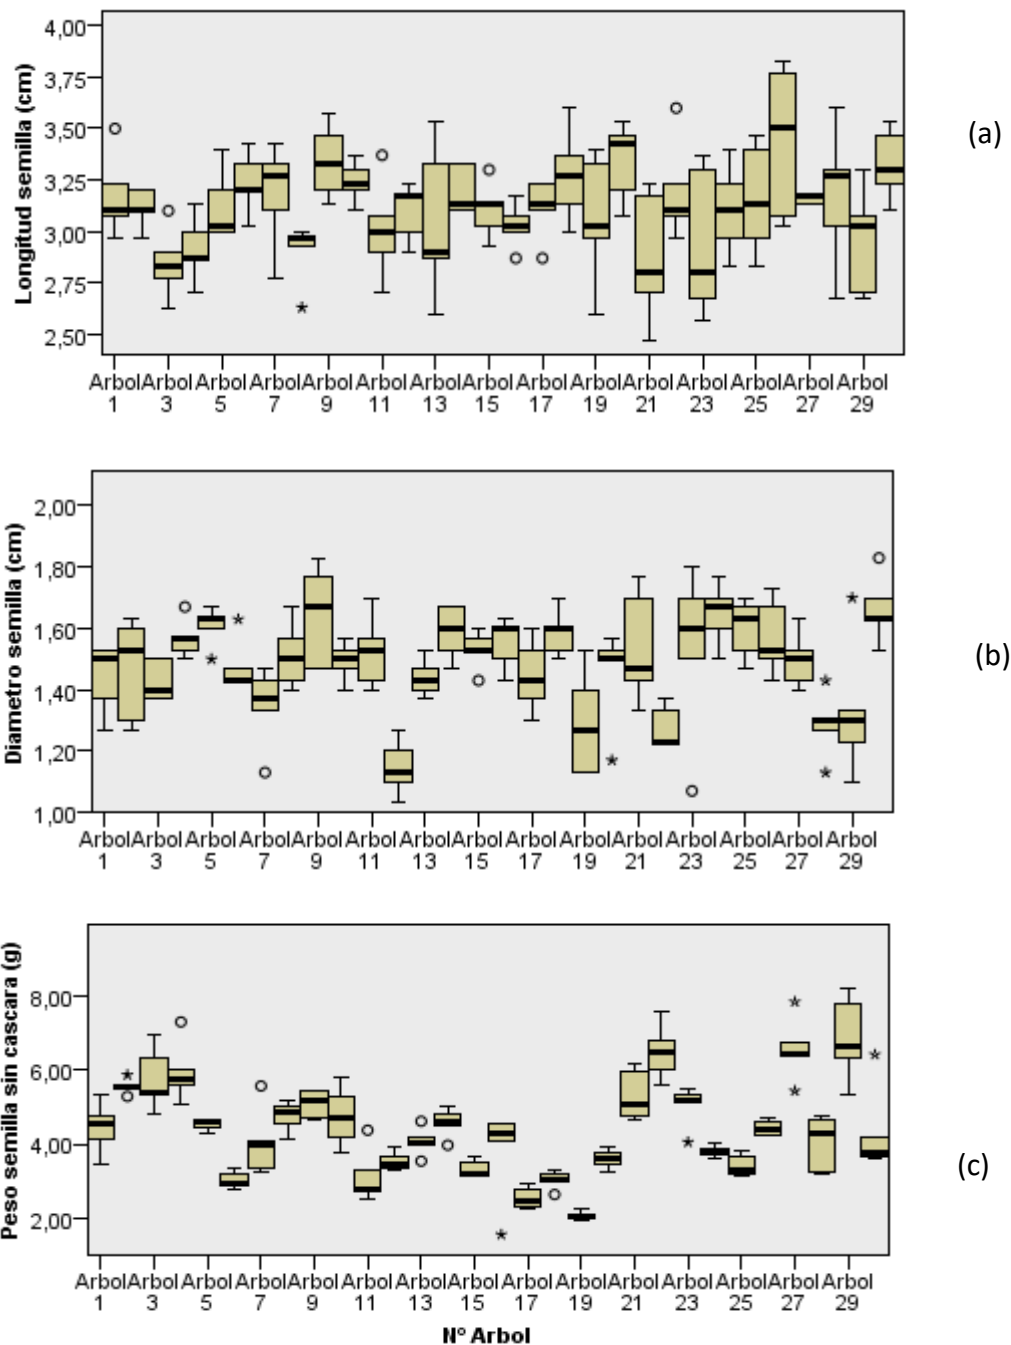 Longitud semilla (cm)
4,00
3,75
3,50
3,25
3,00
2,75
2,50
Arbol Arbol Arbol Arbol Arbol Arbol Arbol Arbol Arbol Arbol Arbol Arbol Arbol Arbol Arbol
1 3 5 7 9 11 13 15 17 19 21 23 25 27 29
(a)
Diametro semilla (cm)
2,00
1,80
1,60
1,40
1,20
1,00
Arbol Arbol Arbol Arbol Arbol Arbol Arbol Arbol Arbol Arbol Arbol Arbol Arbol Arbol Arbol
1 3 5 7 9 11 13 15 17 19 21 23 25 27 29
(b)
Peso semilla sin cascara (g)
8,00
6,00
4,00
2,00
Arbol Arbol Arbol Arbol Arbol Arbol Arbol Arbol Arbol Arbol Arbol Arbol Arbol Arbol Arbol
1 3 5 7 9 11 13 15 17 19 21 23 25 27 29
N° Arbol
(c)